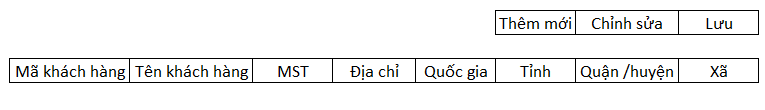 Thêm mới Chỉnh sửa Lưu
Mã khách hàng Tên khách hàng MST Địa chỉ Quốc gia Tỉnh Quận /huyện Xã